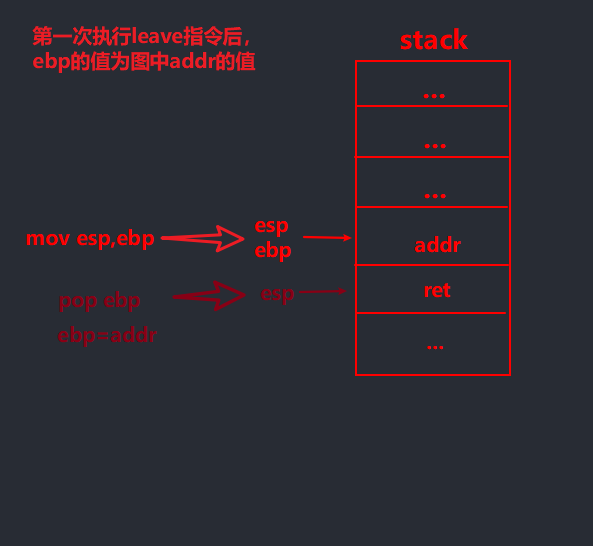 第一次执行leave指令后，
ebp的值为图中addr的值
stack
...
...
...
mov esp,ebp
esp
ebp
addr
pop ebp
esp
ret
ebp=addr
...